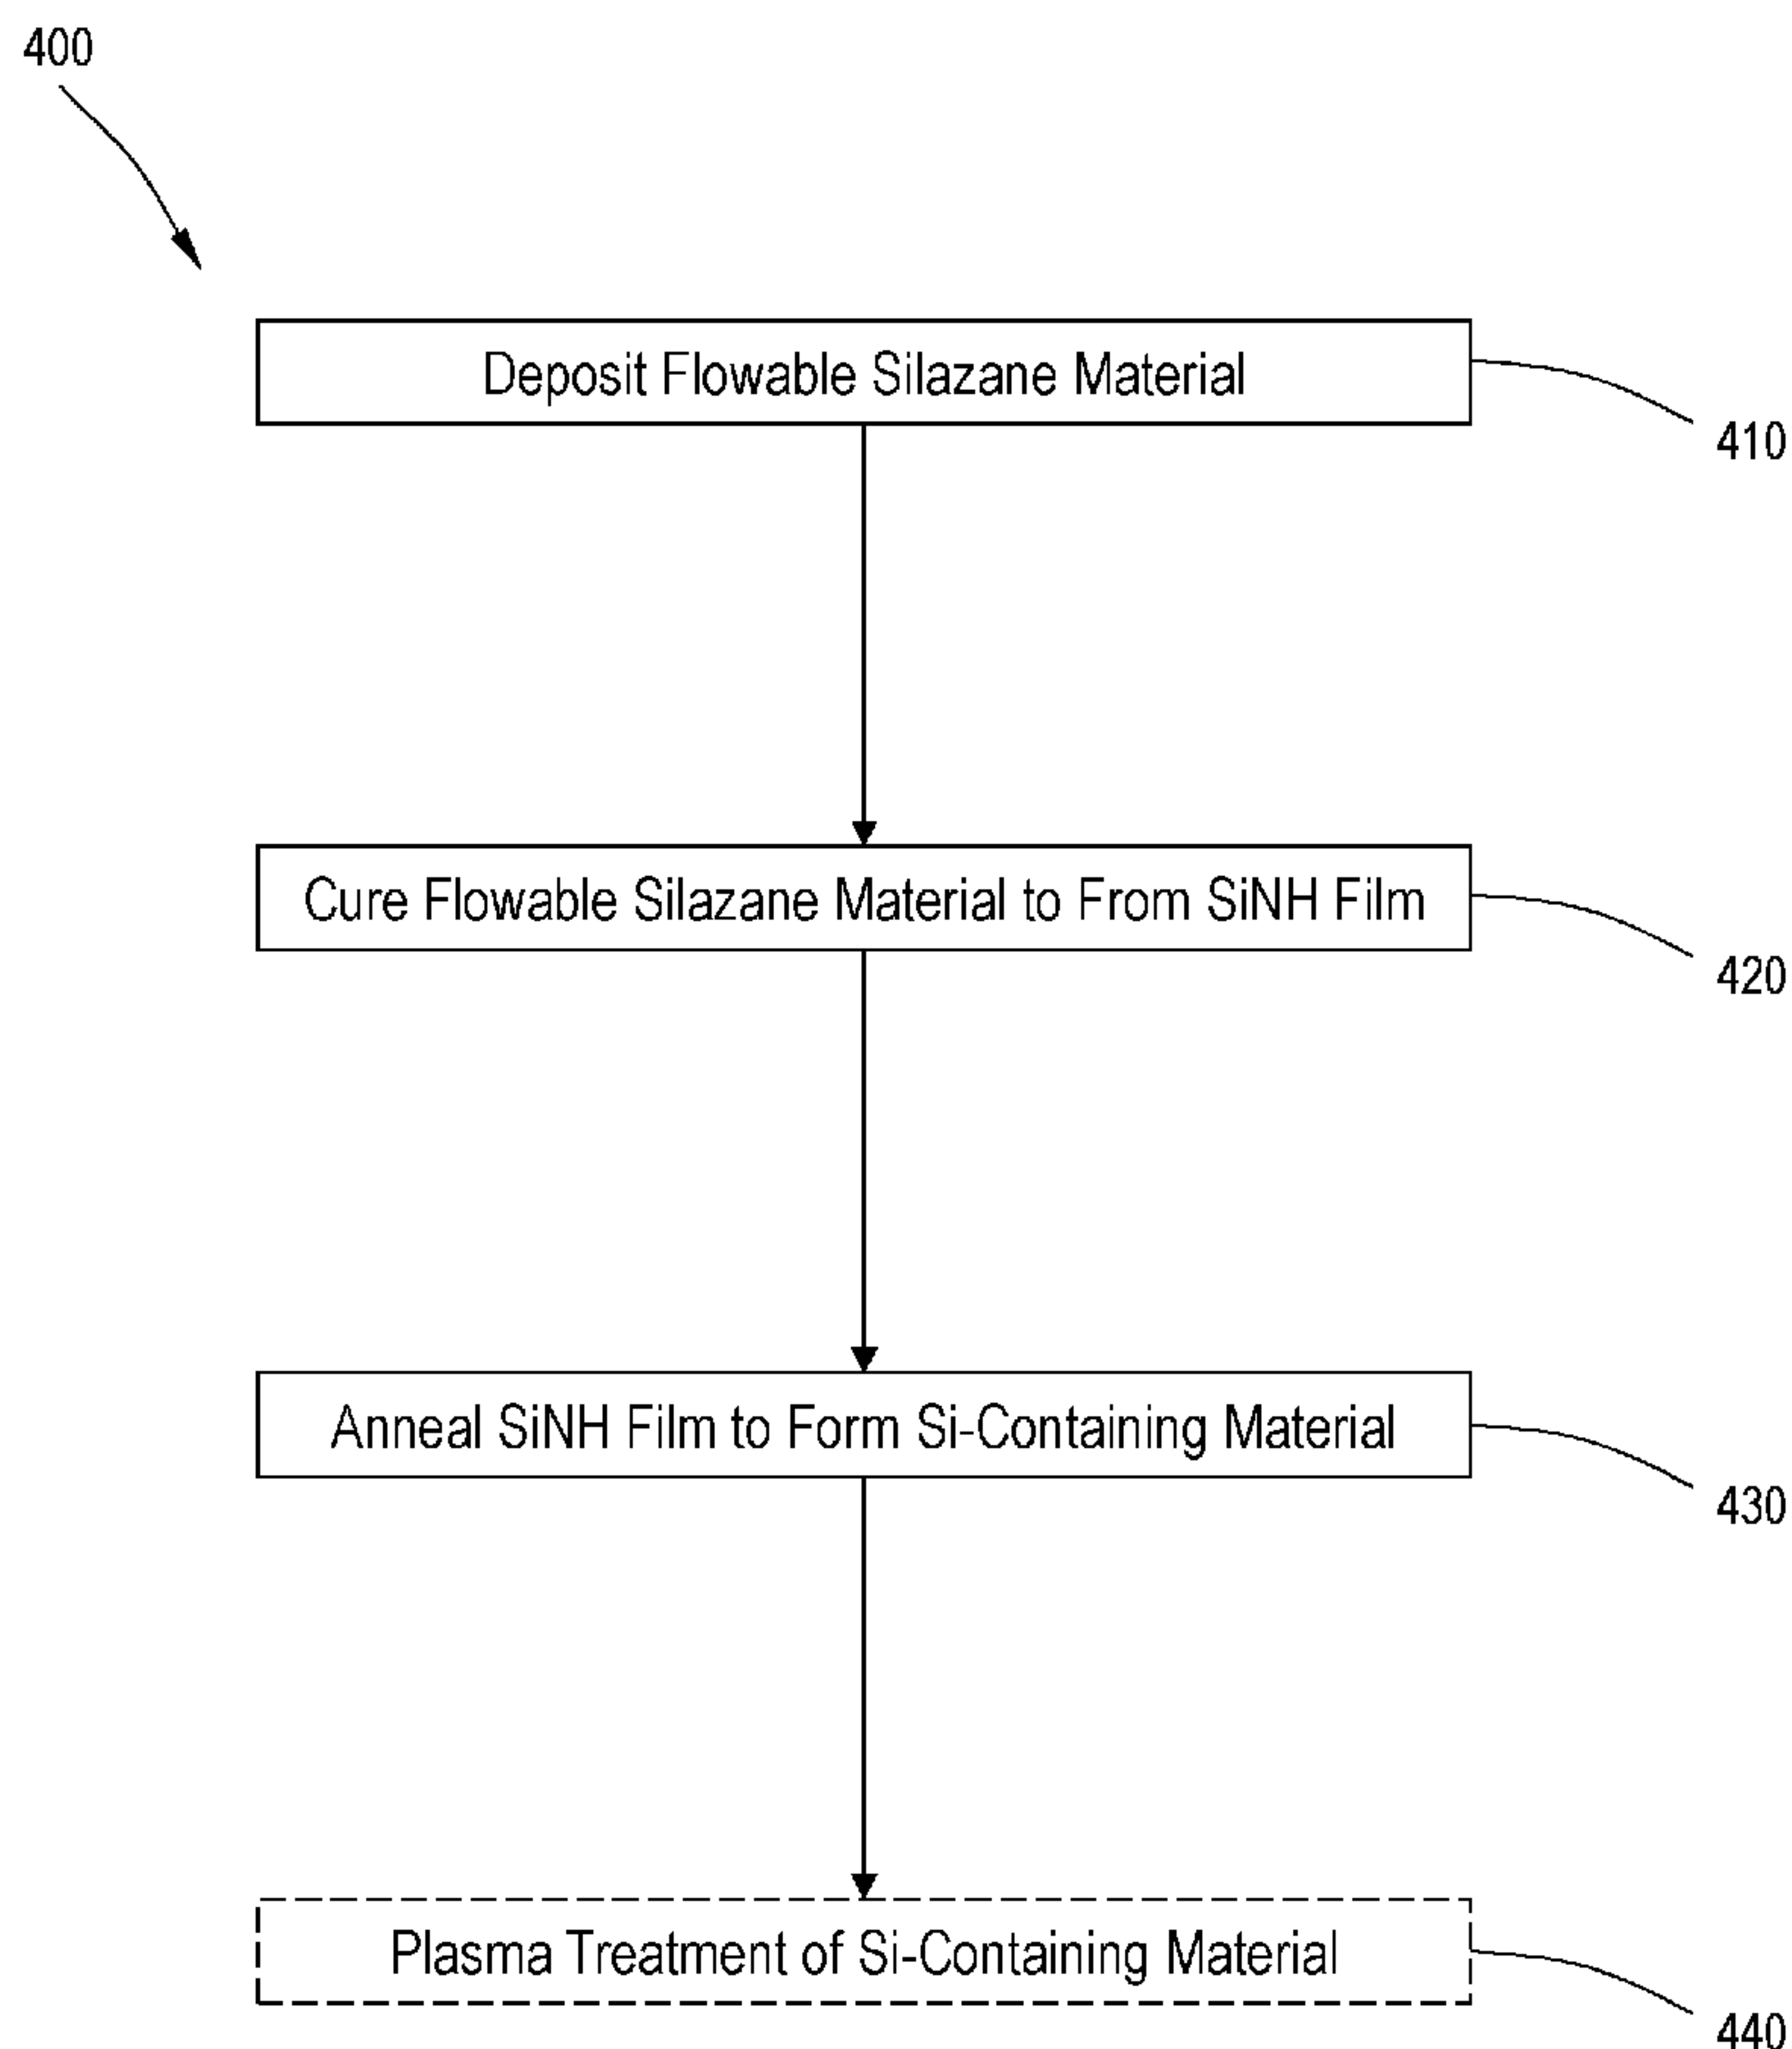 400
Deposit Flowable Silazane Material
410
Cure Flowable Silazane Material to From SiNH Film
420
Anneal SiNH Film to Form Si-Containing Material
430
Plasma Treatment of Si-Containing Material
440